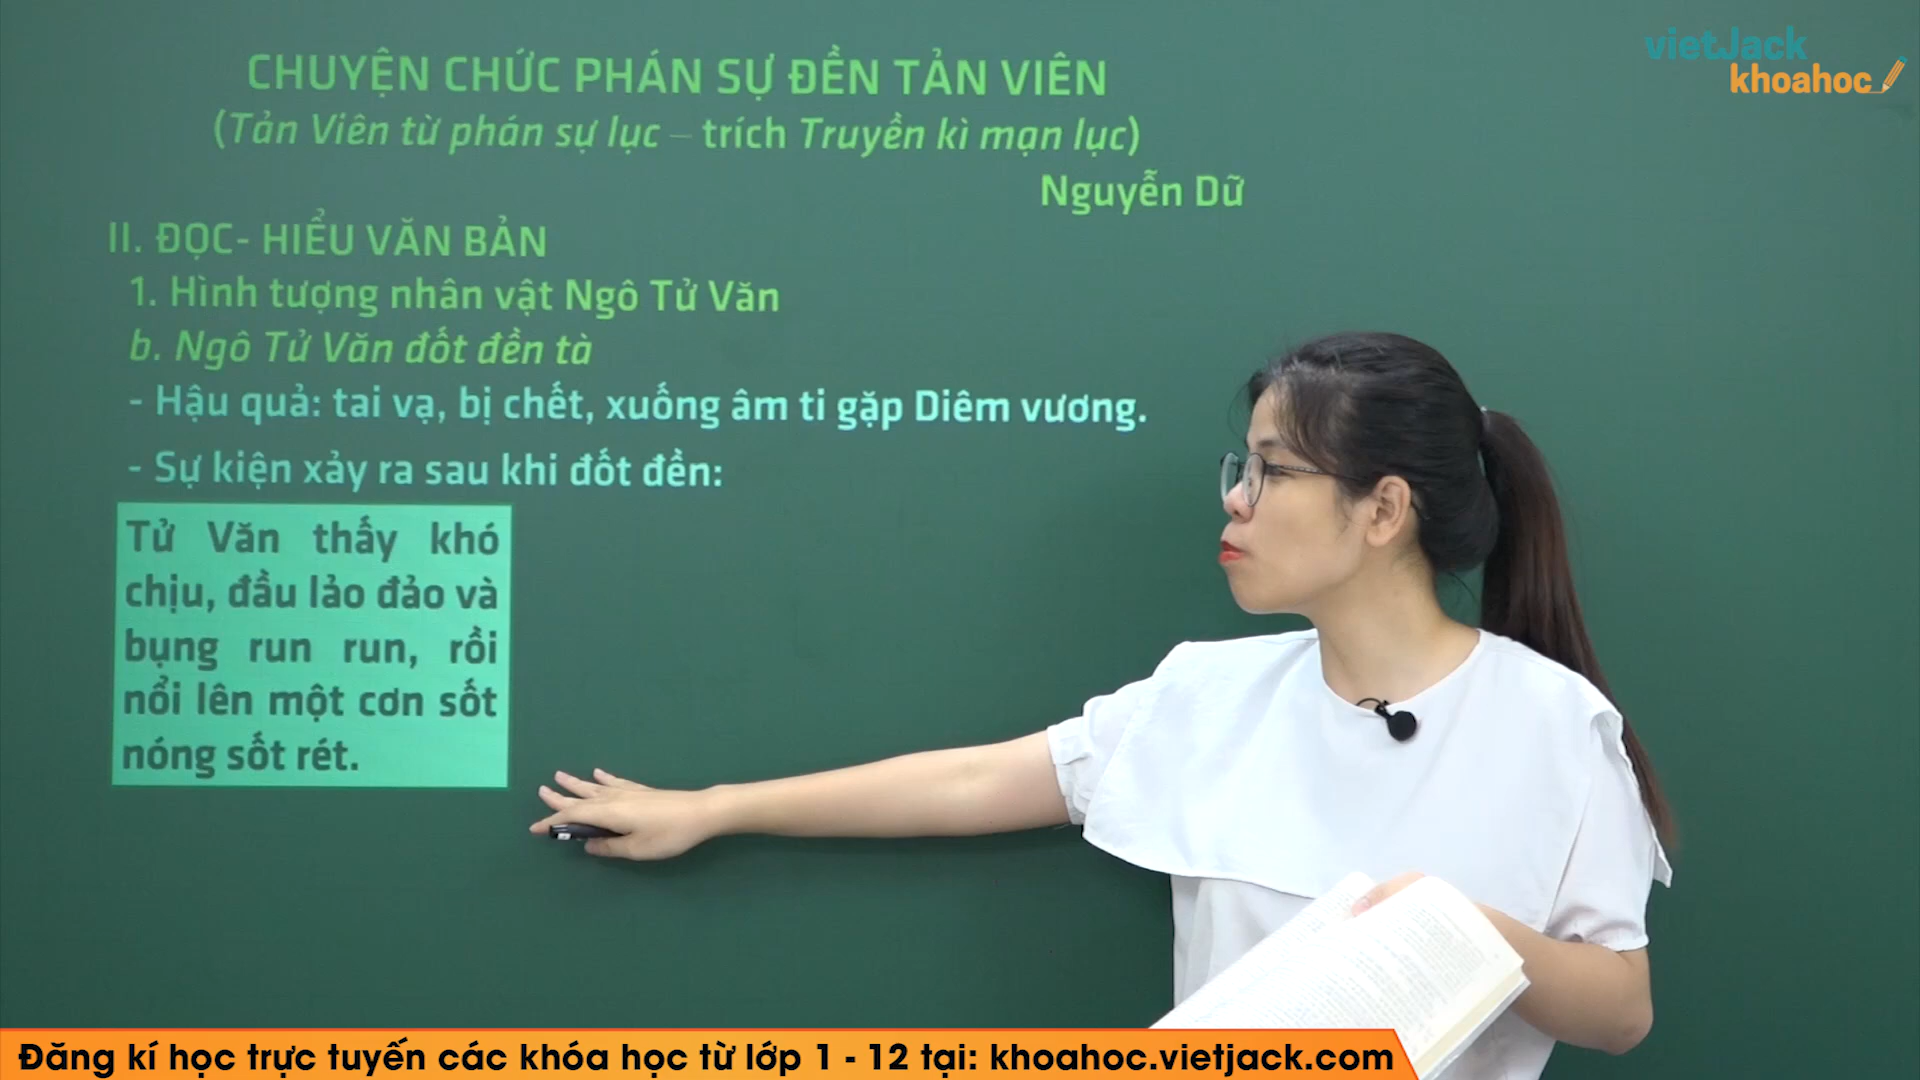 vietJack
khoahoc
CHUYỆN CHỨC PHÁN SỰ ĐỀN TẢN VIÊN
(Tản Viên từ phán sự lục – trích Truyền kì mạn lục)
Nguyễn Dữ
II. ĐỌC- HIỂU VĂN BẢN
1. Hình tượng nhân vật Ngô Tử Văn
b. Ngô Tử Văn đốt đền tà
- Hậu quả: tai vạ, bị chết, xuống âm ti gặp Diêm vương.
- Sự kiện xảy ra sau khi đốt đền:
Tử Văn thấy khó
chịu, đầu lảo đảo và
bụng run run, rồi
nổi lên một cơn sốt
nóng sốt rét.
Đăng kí học trực tuyến các khóa học từ lớp 1 - 12 tại: khoahoc.vietjack.com